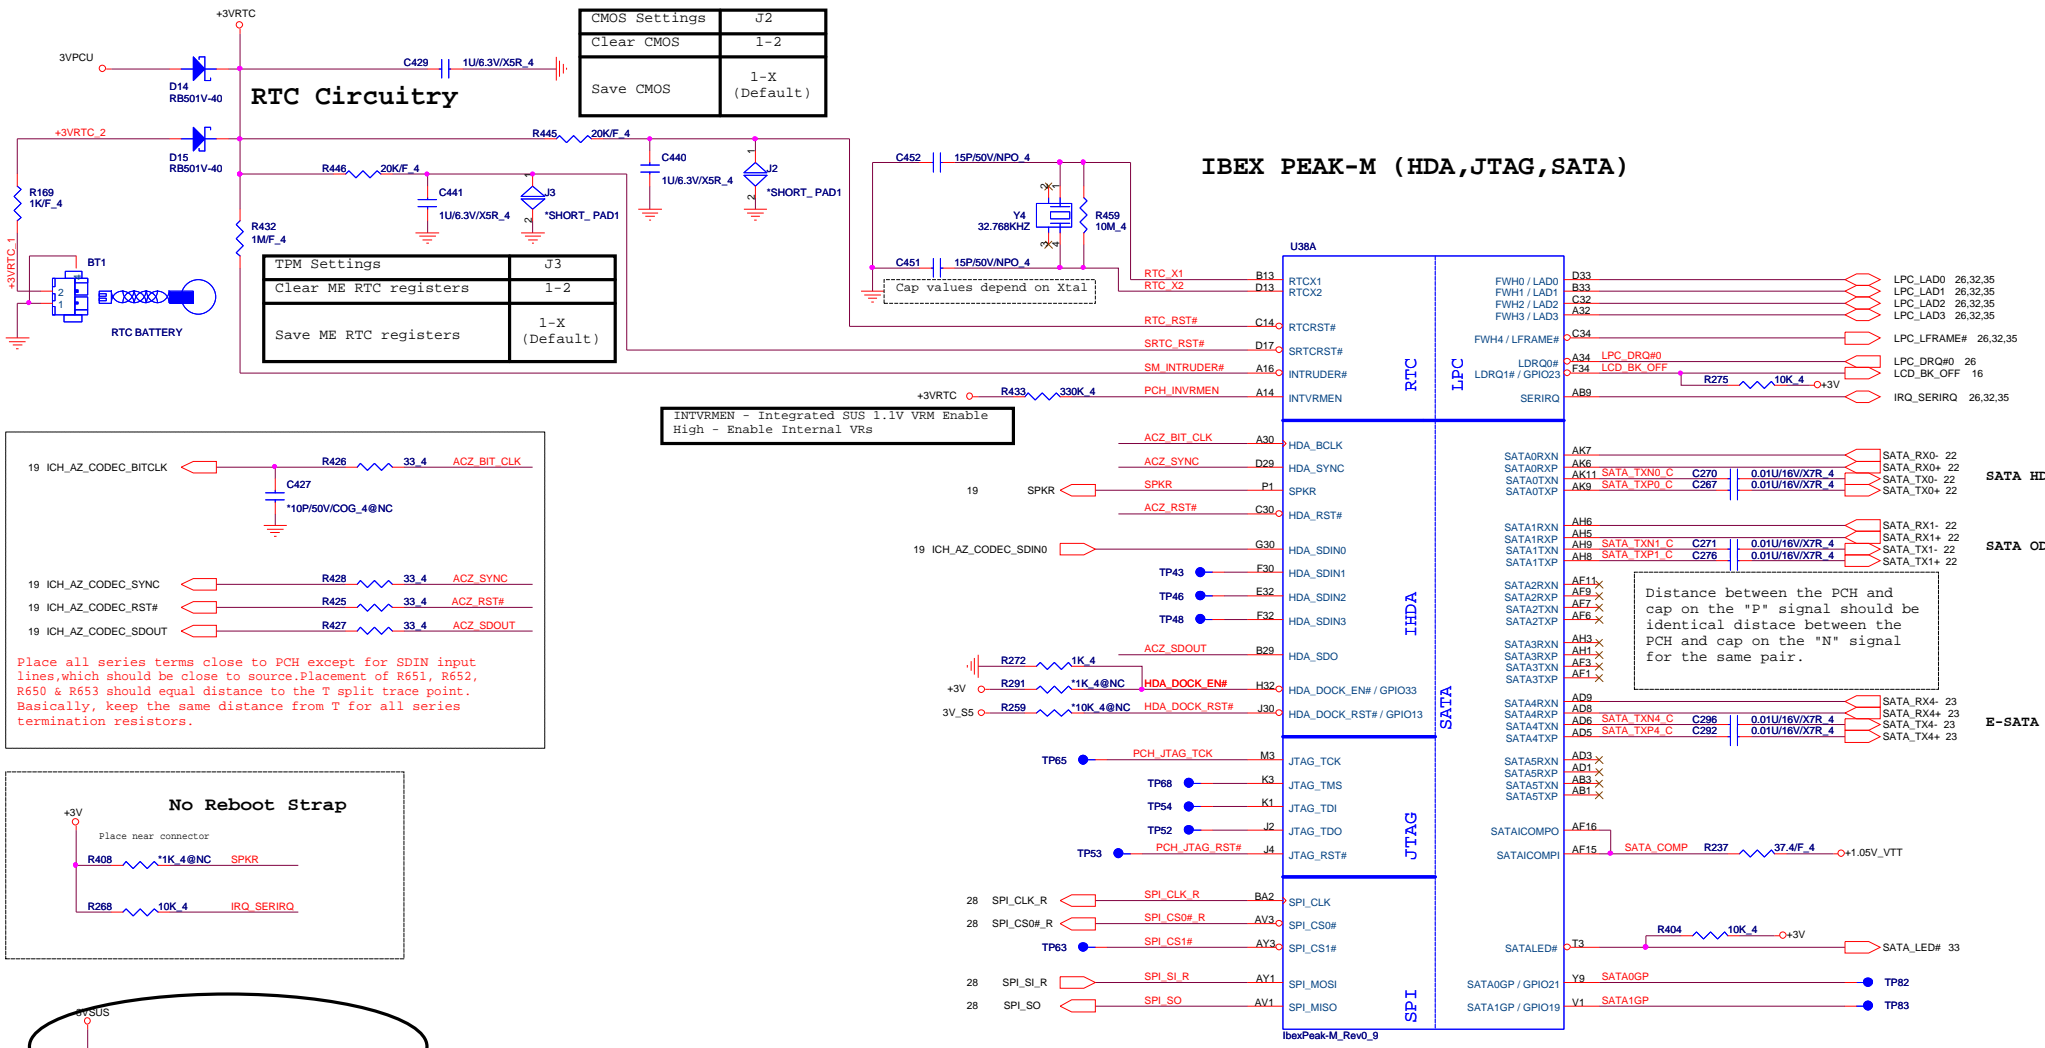 +3VRTC
3VPCU
D14
RB501V-40
C429
1U/6.3V/X5R_4
RTC Circuitry
CMOS Settings J2
Clear CMOS 1-2
Save CMOS 1-X
(Default)
+3VRTC_2
D15
RB501V-40
R445 20K/F_4
R446 20K/F_4
C440
1U/6.3V/X5R_4
1
J2
*SHORT_ PAD1
2
C441
1U/6.3V/X5R_4
1
J3
*SHORT_ PAD1
2
R169
1K/F_4
R432
1M/F_4
+3VRTC_1
BT1
2
1
RTC BATTERY
TPM Settings J3
Clear ME RTC registers 1-2
Save ME RTC registers 1-X
(Default)
C452 15P/50V/NPO_4
Y4
32.768KHZ
2 1
3 4
R459
10M_4
C451 15P/50V/NPO_4
Cap values depend on Xtal
IBEX PEAK-M (HDA,JTAG,SATA)
U38A
RTC_X1 B13 RTCX1
RTC_X2 D13 RTCX2
RTC_RST# C14 RTCRST#
SRTC_RST# D17 SRTCRST#
SM_INTRUDER# A16 INTRUDER#
+3VRTC R433 330K_4 PCH_INVRMEN A14 INTVRMEN
INTVRMEN - Integrated SUS 1.1V VRM Enable
High - Enable Internal VRs
RTC
LPC
FWH0 / LAD0 D33 LPC_LAD0 26,32,35
FWH1 / LAD1 B33 LPC_LAD1 26,32,35
FWH2 / LAD2 C32 LPC_LAD2 26,32,35
FWH3 / LAD3 A32 LPC_LAD3 26,32,35
FWH4 / LFRAME# C34 LPC_LFRAME# 26,32,35
LDRQ0# A34 LPC_DRQ#0 LPC_DRQ#0 26
LDRQ1# / GPIO23 F34 LCD_BK_OFF LCD_BK_OFF 16
R275 10K_4 +3V
SERIRQ AB9 IRQ_SERIRQ 26,32,35
19 ICH_AZ_CODEC_BITCLK R426 33_4 ACZ_BIT_CLK
C427
*10P/50V/COG_4@NC
19 ICH_AZ_CODEC_SYNC R428 33_4 ACZ_SYNC
19 ICH_AZ_CODEC_RST# R425 33_4 ACZ_RST#
19 ICH_AZ_CODEC_SDOUT R427 33_4 ACZ_SDOUT
Place all series terms close to PCH except for SDIN input
lines,which should be close to source.Placement of R651, R652,
R650 & R653 should equal distance to the T split trace point.
Basically, keep the same distance from T for all series
termination resistors.
ACZ_BIT_CLK A30 HDA_BCLK
ACZ_SYNC D29 HDA_SYNC
19 SPKR SPKR P1 SPKR
ACZ_RST# C30 HDA_RST#
19 ICH_AZ_CODEC_SDIN0 G30 HDA_SDIN0
TP43 F30 HDA_SDIN1
TP46 E32 HDA_SDIN2
TP48 F32 HDA_SDIN3
ACZ_SDOUT B29 HDA_SDO
R272 1K_4
+3V R291 *1K_4@NC HDA_DOCK_EN# H32 HDA_DOCK_EN# / GPIO33
3V_S5 R259 *10K_4@NC HDA_DOCK_RST# J30 HDA_DOCK_RST# / GPIO13
IHDA
SATA
SATA0RXN AK7 SATA_RX0- 22
SATA0RXP AK6 SATA_RX0+ 22
SATA0TXN AK11 SATA_TXN0_C C270 0.01U/16V/X7R_4 SATA_TX0- 22
SATA0TXP AK9 SATA_TXP0_C C267 0.01U/16V/X7R_4 SATA_TX0+ 22
SATA HD
SATA1RXN AH6 SATA_RX1- 22
SATA1RXP AH5 SATA_RX1+ 22
SATA1TXN AH9 SATA_TXN1_C C271 0.01U/16V/X7R_4 SATA_TX1- 22
SATA1TXP AH8 SATA_TXP1_C C276 0.01U/16V/X7R_4 SATA_TX1+ 22
SATA OD
SATA2RXN AF11
SATA2RXP AF9
SATA2TXN AF7
SATA2TXP AF6
SATA3RXN AH3
SATA3RXP AH1
SATA3TXN AF3
SATA3TXP AF1
Distance between the PCH and
cap on the "P" signal should be
identical distace between the
PCH and cap on the "N" signal
for the same pair.
SATA4RXN AD9 SATA_RX4- 23
SATA4RXP AD8 SATA_RX4+ 23
SATA4TXN AD6 SATA_TXN4_C C296 0.01U/16V/X7R_4 SATA_TX4- 23
SATA4TXP AD5 SATA_TXP4_C C292 0.01U/16V/X7R_4 SATA_TX4+ 23
E-SATA
SATA5RXN AD3
SATA5RXP AD1
SATA5TXN AB3
SATA5TXP AB1
SATAICOMPO AF16
SATAICOMPI AF15 SATA_COMP R237 37.4/F_4 +1.05V_VTT
R404 10K_4 +3V
SATALED# T3 SATA_LED# 33
SATA0GP / GPIO21 Y9 SATA0GP TP82
SATA1GP / GPIO19 V1 SATA1GP TP83
TP65 PCH_JTAG_TCK M3 JTAG_TCK
TP68 K3 JTAG_TMS
TP54 K1 JTAG_TDI
TP52 J2 JTAG_TDO
TP53 PCH_JTAG_RST# J4 JTAG_RST#
JTAG
28 SPI_CLK_R SPI_CLK_R BA2 SPI_CLK
28 SPI_CS0#_R SPI_CS0#_R AV3 SPI_CS0#
TP63 SPI_CS1# AY3 SPI_CS1#
28 SPI_SI_R SPI_SI_R AY1 SPI_MOSI
28 SPI_SO SPI_SO AV1 SPI_MISO
SPI
IbexPeak-M_Rev0_9
No Reboot Strap
+3V
Place near connector
R408 *1K_4@NC SPKR
R268 10K_4 IRQ_SERIRQ
3VSUS